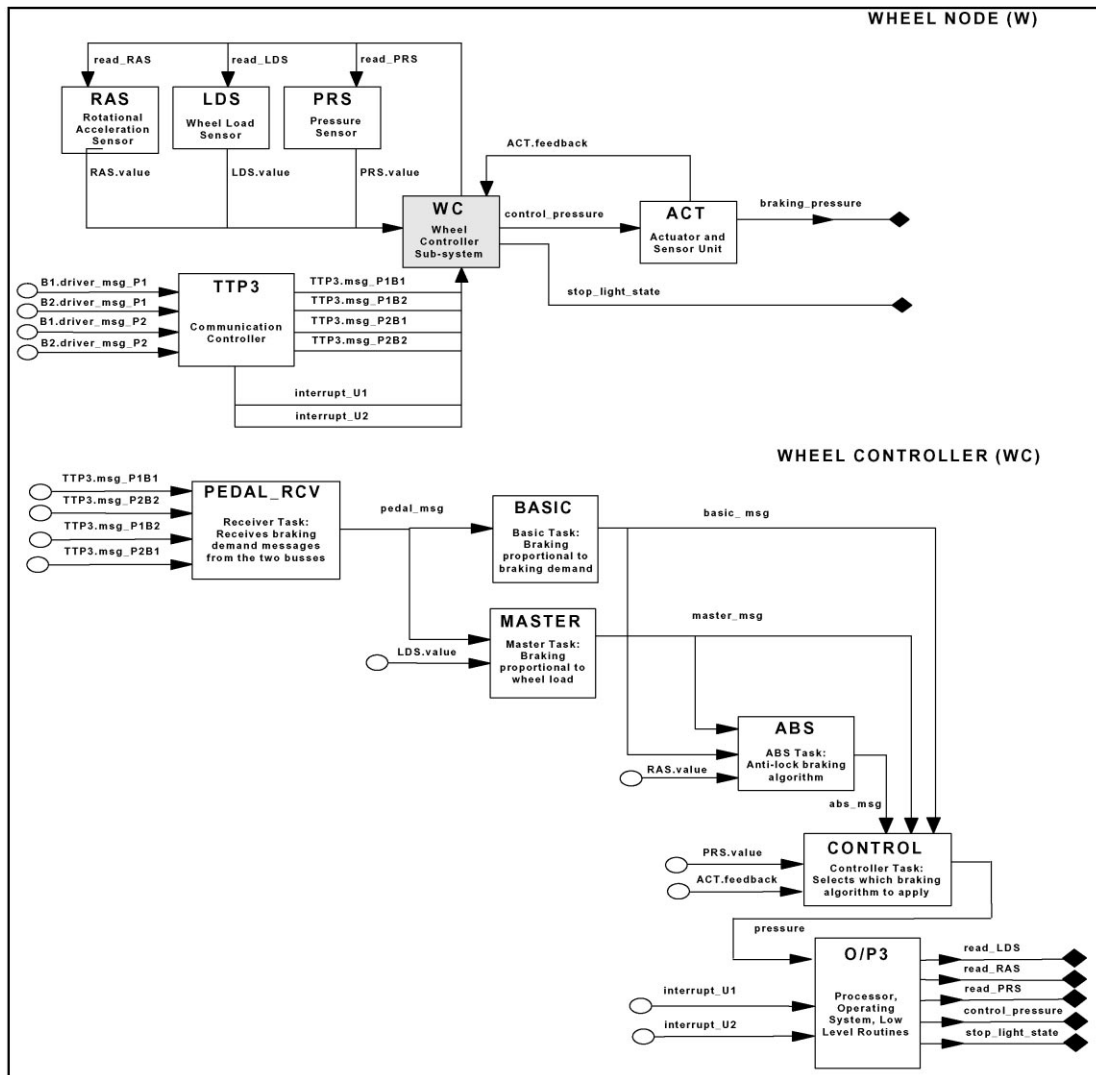 WHEEL NODE (W)
read_RAS
read_LDS
read_PRS
RAS
Rotational
Acceleration
Sensor
LDS
Wheel Load
Sensor
PRS
Pressure
Sensor
RAS.value
LDS.value
PRS.value
ACT.feedback
WC
Wheel
Controller
Sub-system
control_pressure
ACT
Actuator and
Sensor Unit
braking_pressure
stop_light_state
B1.driver_msg_P1
B2.driver_msg_P1
B1.driver_msg_P2
B2.driver_msg_P2
TTP3
Communication
Controller
TTP3.msg_P1B1
TTP3.msg_P1B2
TTP3.msg_P2B1
TTP3.msg_P2B2
interrupt_U1
interrupt_U2
WHEEL CONTROLLER (WC)
TTP3.msg_P1B1
TTP3.msg_P2B2
TTP3.msg_P1B2
TTP3.msg_P2B1
PEDAL_RCV
Receiver Task:
Receives braking
demand messages
from the two busses
pedal_msg
BASIC
Basic Task:
Braking
proportional to
braking demand
basic_ msg
MASTER
Master Task:
Braking
proportional to
wheel load
LDS.value
master_msg
ABS
ABS Task:
Anti-lock braking
algorithm
RAS.value
abs_msg
CONTROL
Controller Task:
Selects which braking
algorithm to apply
PRS.value
ACT.feedback
pressure
O/P3
Processor,
Operating
System, Low
Level Routines
interrupt_U1
interrupt_U2
read_LDS
read_RAS
read_PRS
control_pressure
stop_light_state